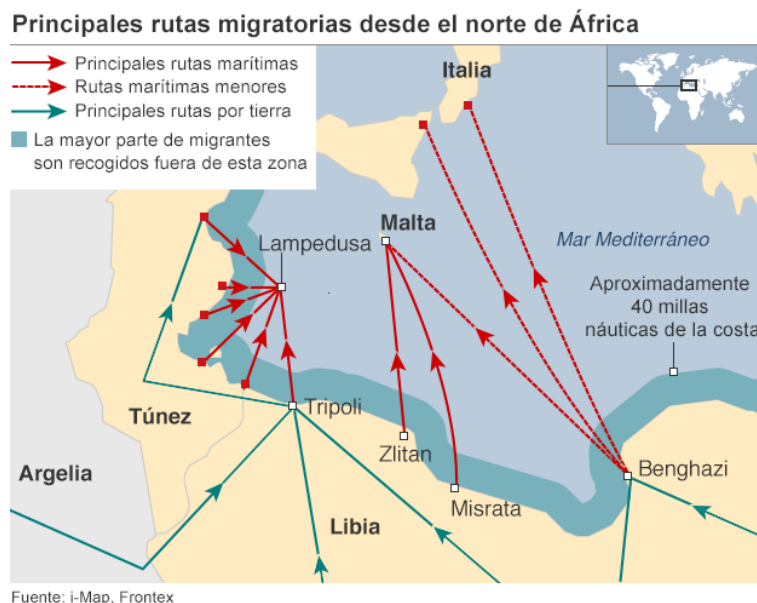 Principales rutas migratorias desde el norte de África
Principales rutas marítimas
Rutas marítimas menores
Principales rutas por tierra
La mayor parte de migrantes
son recogidos fuera de esta zona
Italia
Malta
Lampedusa
Mar Mediterráneo
Aproximadamente
40 millas
náuticas de la costa
Túnez
Tripoli
Zlitan
Benghazi
Argelia
Misrata
Libia
Fuente: i-Map, Frontex